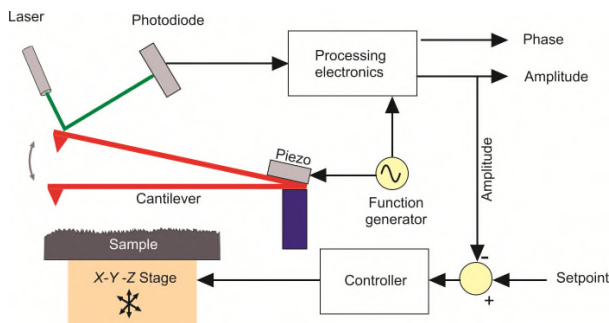 Laser
Photodiode
Processing
electronics
Phase
Amplitude
Piezo
Cantilever
Function
generator
Amplitude
Sample
X-Y-Z Stage
Controller
-
+
Setpoint